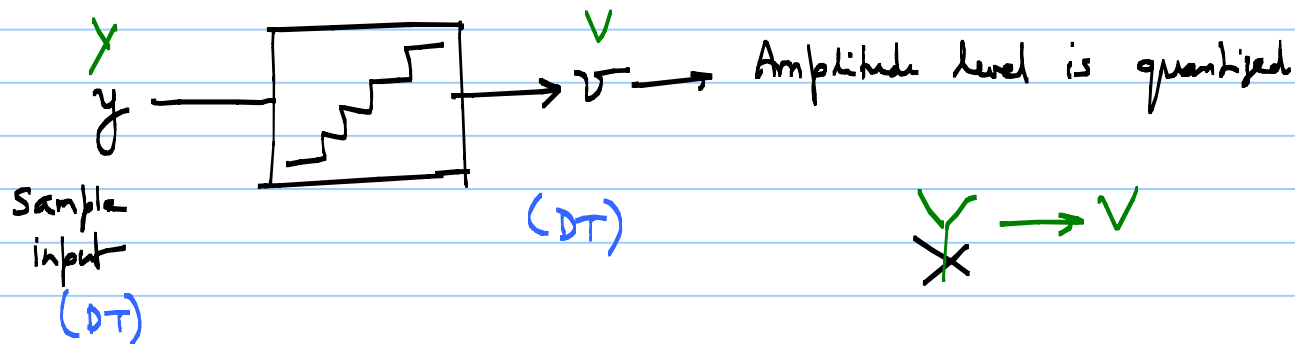 Y
V
y
v
Amplitude level is quantized
Sample
input
(DT)
(DT)
Y → V